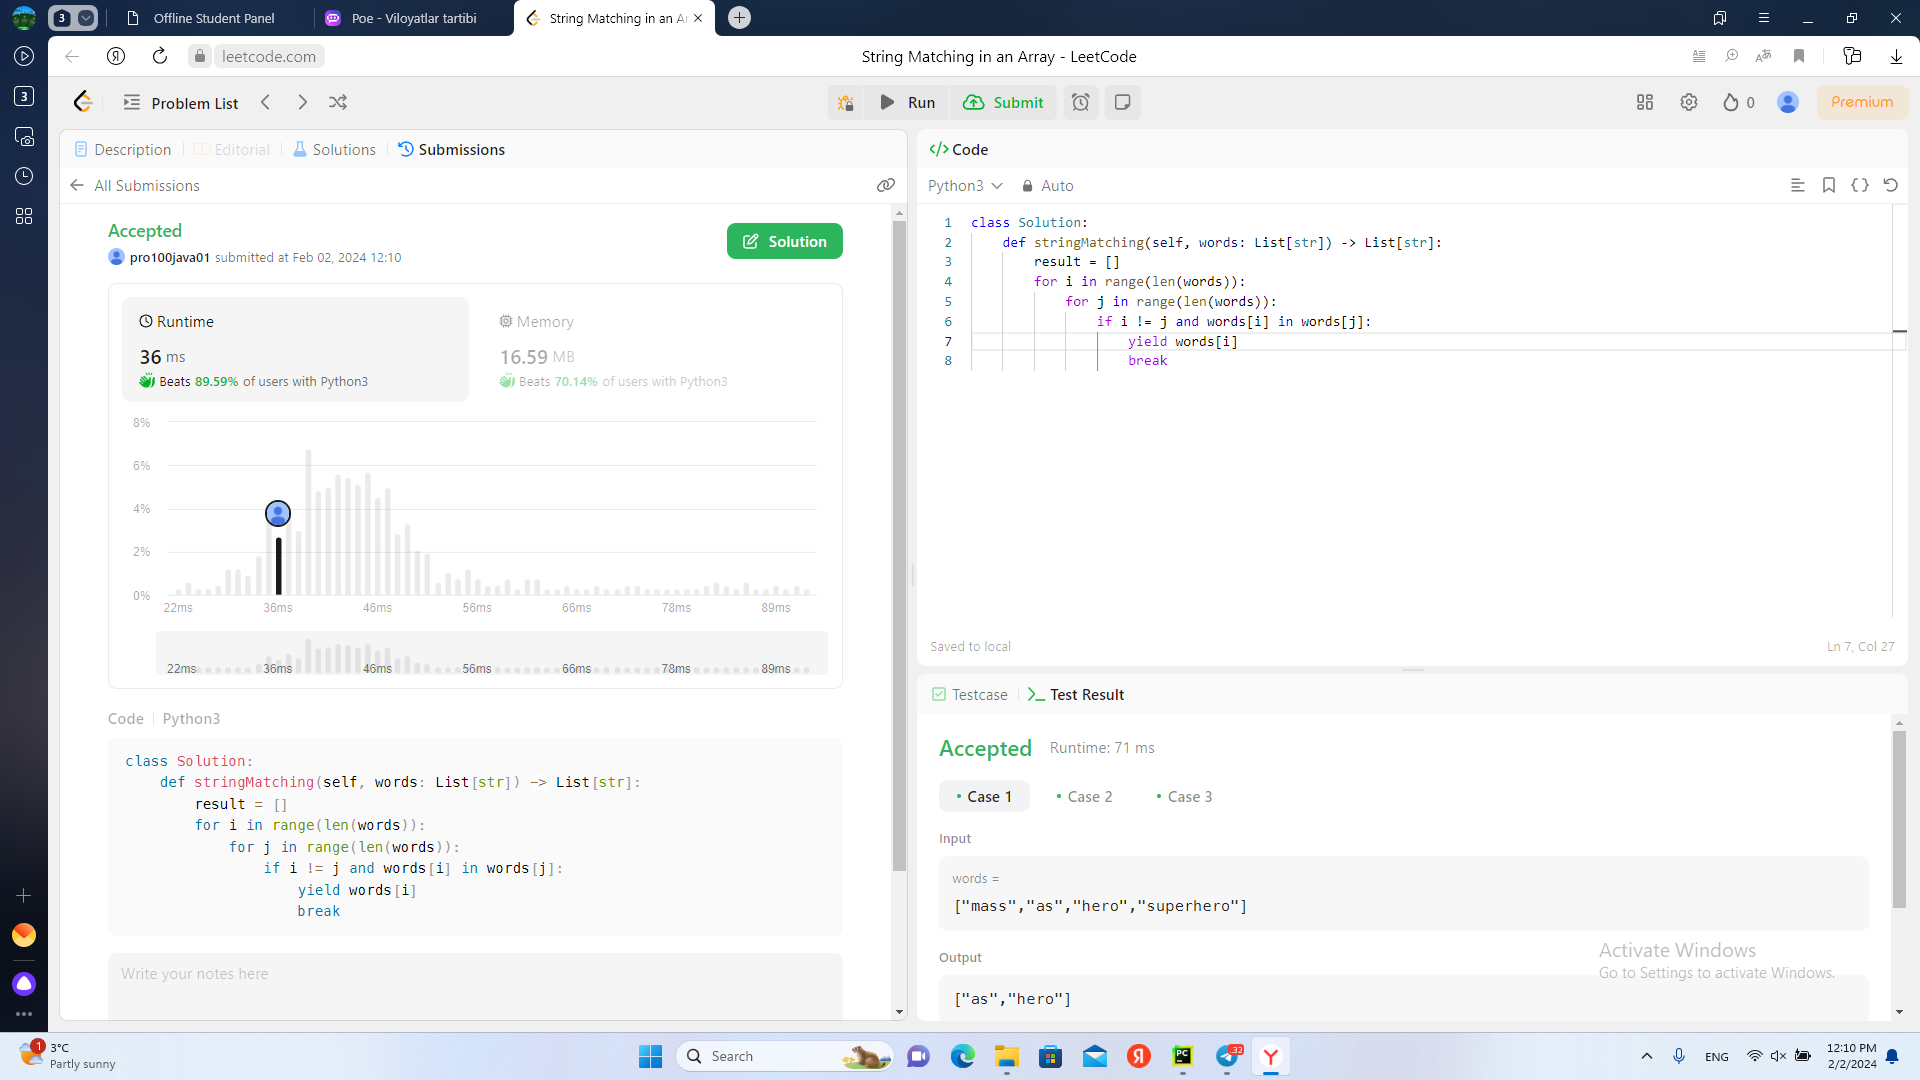 3
Offline Student Panel
Poe - Viloyatlar tartibi
String Matching in an A
leetcode.com
String Matching in an Array - LeetCode
3
Problem List
Run
Submit
0
Premium
Description
Editorial
Solutions
Submissions
All Submissions
Accepted
pro100java01 submitted at Feb 02, 2024 12:10
Solution
Runtime
36 ms
Beats 89.59% of users with Python3
Memory
16.59 MB
Beats 70.14% of users with Python3
8%
6%
4%
2%
0%
22ms 36ms 46ms 56ms 66ms 78ms 89ms
22ms 36ms 46ms 56ms 66ms 78ms 89ms
Code | Python3
class Solution:
    def stringMatching(self, words: List[str]) -> List[str]:
        result = []
        for i in range(len(words)):
            for j in range(len(words)):
                if i != j and words[i] in words[j]:
                    yield words[i]
                    break
Write your notes here
</> Code
Python3
Auto
1 class Solution:
2     def stringMatching(self, words: List[str]) -> List[str]:
3         result = []
4         for i in range(len(words)):
5             for j in range(len(words)):
6                 if i != j and words[i] in words[j]:
7                     yield words[i]
8                     break
Saved to local
Ln 7, Col 27
Testcase
Test Result
Accepted
Runtime: 71 ms
• Case 1
• Case 2
• Case 3
Input
words =
["mass","as","hero","superhero"]
Output
["as","hero"]
Activate Windows
Go to Settings to activate Windows.
1
3°C
Partly sunny
Search
Я
PC
32
Y
ENG
12:10 PM
2/2/2024